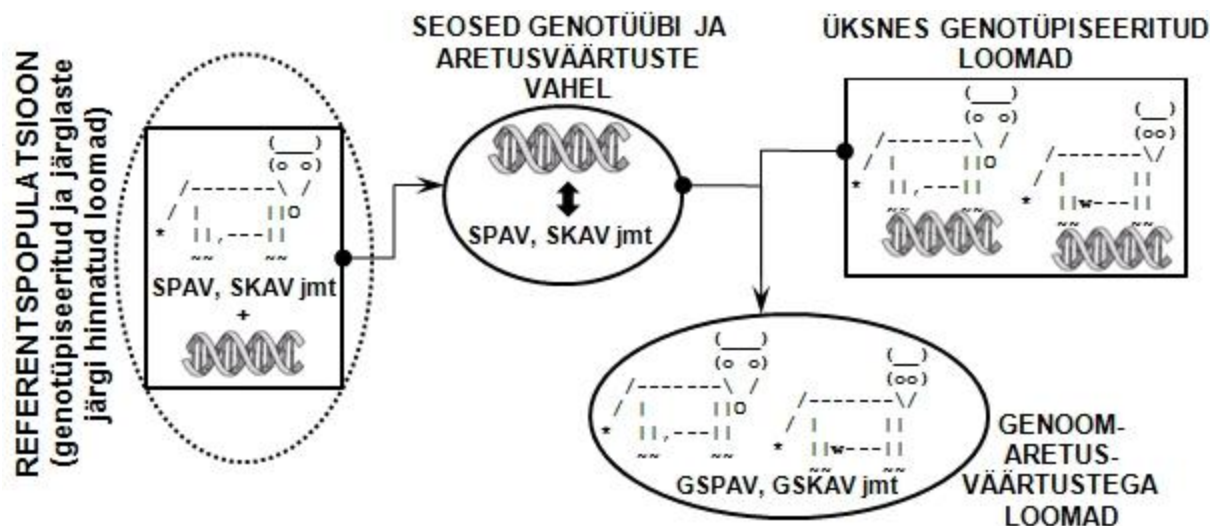 REFERENTSPOPULATSIOON
(genotüpiseeritud ja järglaste
järgi hinnatud loomad)
SPAV, SKAV jmt
+
SEOSED GENOTÜÜBI JA
ARETUSVÄÄRTUSTE
VAHEL
SPAV, SKAV jmt
ÜKSNES GENOTÜPISEERITUD
LOOMAD
GSPAV, GSKAV jmt
GENOOM-
ARETUS-
VÄÄRTUSTEGA
LOOMAD